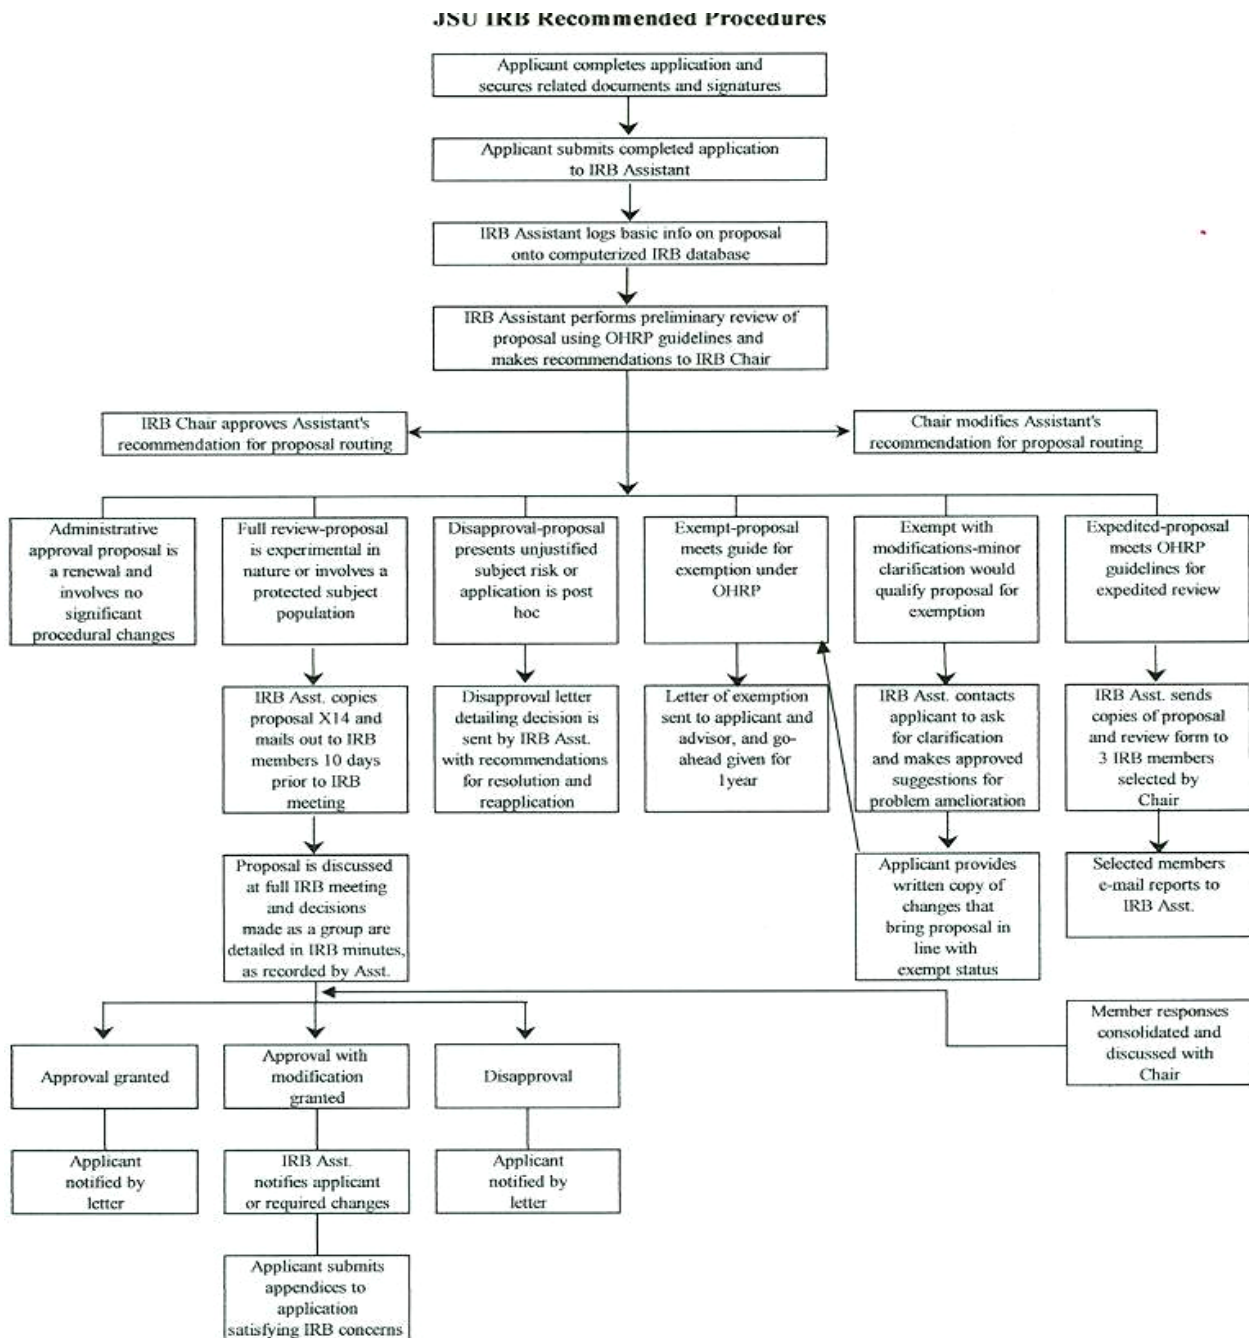 JSU IRB Recommended Procedures
Applicant completes application and
secures related documents and signatures
Applicant submits completed application
to IRB Assistant
IRB Assistant logs basic info on proposal
onto computerized IRB database
IRB Assistant performs preliminary review of
proposal using OHRP guidelines and
makes recommendations to IRB Chair
IRB Chair approves Assistant's
recommendation for proposal routing
Chair modifies Assistant's
recommendation for proposal routing
Administrative
approval proposal is
a renewal and
involves no
significant
procedural changes
Full review-proposal
is experimental in
nature or involves a
protected subject
population
Disapproval-proposal
presents unjustified
subject risk or
application is post
hoc
Exempt-proposal
meets guide for
exemption under
OHRP
Exempt with
modifications-minor
clarification would
qualify proposal for
exemption
Expedited-proposal
meets OHRP
guidelines for
expedited review
IRB Asst. copies
proposal X14 and
mails out to IRB
members 10 days
prior to IRB
meeting
Disapproval letter
detailing decision is
sent by IRB Asst.
with recommendations
for resolution and
reapplication
Letter of exemption
sent to applicant and
advisor, and go-
ahead given for
1year
IRB Asst. contacts
applicant to ask
for clarification
and makes approved
suggestions for
problem amelioration
IRB Asst. sends
copies of proposal
and review form to
3 IRB members
selected by
Chair
Proposal is discussed
at full IRB meeting
and decisions
made as a group are
detailed in IRB minutes,
as recorded by Asst.
Applicant provides
written copy of
changes that
bring proposal in
line with
exempt status
Selected members
e-mail reports to
IRB Asst.
Member responses
consolidated and
discussed with
Chair
Approval granted
Approval with
modification
granted
Disapproval
Applicant
notified by
letter
IRB Asst.
notifies applicant
or required changes
Applicant
notified by
letter
Applicant submits
appendices to
application
satisfying IRB concerns